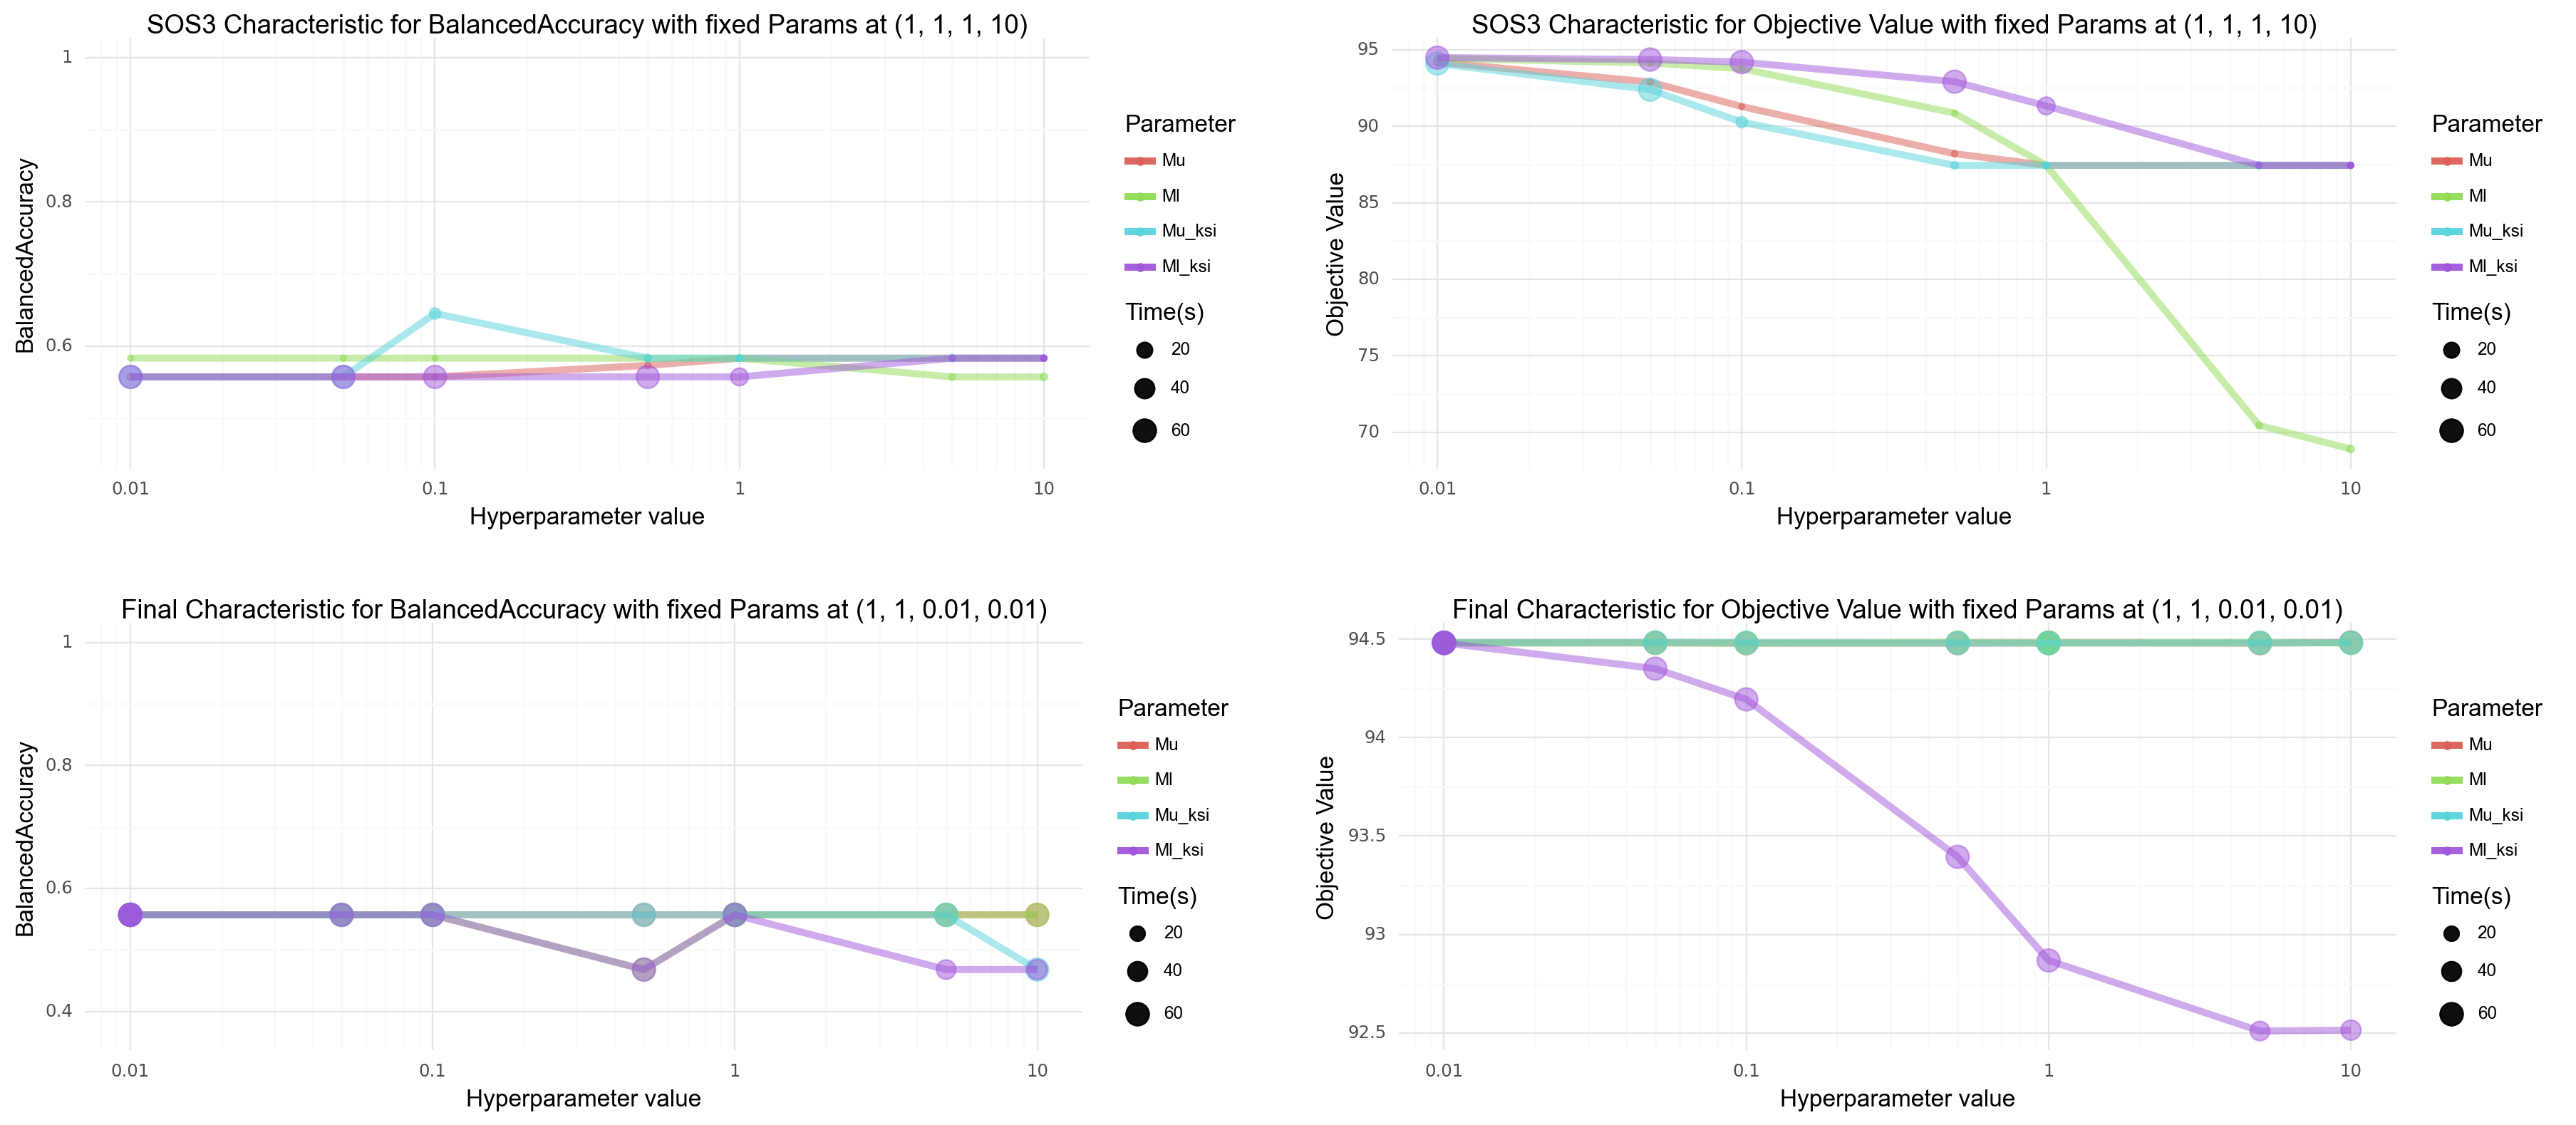 SOS3 Characteristic for BalancedAccuracy with fixed Params at (1, 1, 1, 10)
BalancedAccuracy
1
0.8
0.6
0.01
0.1
1
10
Hyperparameter value
Parameter
Mu
Ml
Mu_ksi
Ml_ksi
Time(s)
20
40
60
SOS3 Characteristic for Objective Value with fixed Params at (1, 1, 1, 10)
Objective Value
95
90
85
80
75
70
0.01
0.1
1
10
Hyperparameter value
Parameter
Mu
Ml
Mu_ksi
Ml_ksi
Time(s)
20
40
60
Final Characteristic for BalancedAccuracy with fixed Params at (1, 1, 0.01, 0.01)
BalancedAccuracy
1
0.8
0.6
0.4
0.01
0.1
1
10
Hyperparameter value
Parameter
Mu
Ml
Mu_ksi
Ml_ksi
Time(s)
20
40
60
Final Characteristic for Objective Value with fixed Params at (1, 1, 0.01, 0.01)
Objective Value
94.5
94
93.5
93
92.5
0.01
0.1
1
10
Hyperparameter value
Parameter
Mu
Ml
Mu_ksi
Ml_ksi
Time(s)
20
40
60